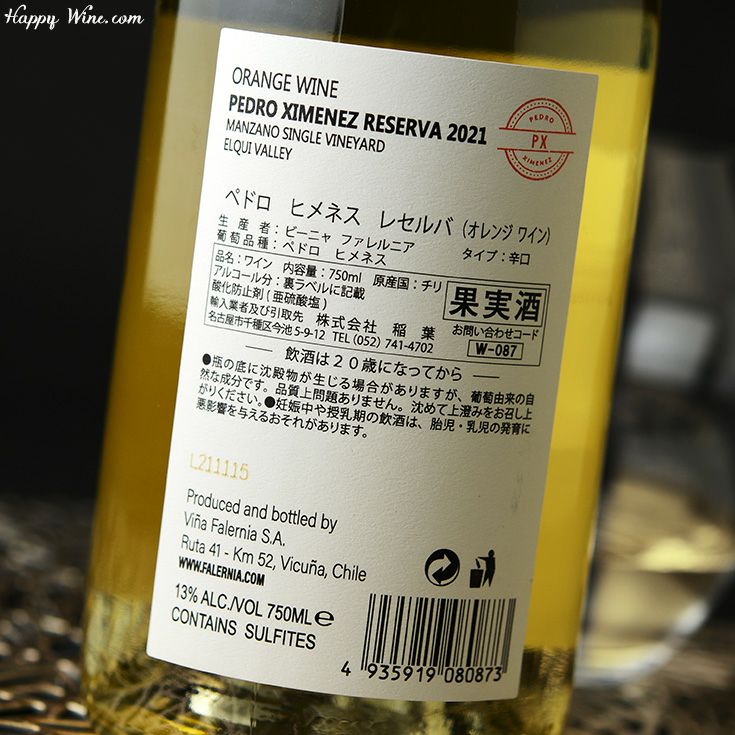 Happy Wine.com
ORANGE WINE
PEDRO XIMENEZ RESERVA 2021
MANZANO SINGLE VINEYARD
ELQUI VALLEY
PEDRO
PX
XIMENEZ
ペドロ ヒメネス レセルバ (オレンジ ワイン)
生産者:ビーニャ ファレルニア タイプ:辛口
葡萄品種:ペドロ ヒメネス
品名:ワイン 内容量:750ml 原産国:チリ
アルコール分:裏ラベルに記載
酸化防止剤(亜硫酸塩)
輸入業者及び引取先 株式会社 稲葉
名古屋市千種区今池5-9-12 TEL (052) 741-4702
果実酒
お問い合わせコード
W-087
― 飲酒は20歳になってから ―
●瓶の底に沈殿物が生じる場合がありますが、葡萄由来の自
然な成分です。品質上問題ありません。沈めて上澄みをお召し上
がりください。●妊娠中や授乳期の飲酒は、胎児・乳児の発育に
悪影響を与えるおそれがあります。
L211115
Produced and bottled by
Viña Falernia S.A.
Ruta 41 - Km 52, Vicuña, Chile
WWW.FALERNIA.COM
13% ALC./VOL 750ML e
CONTAINS SULFITES
4 935919 080873